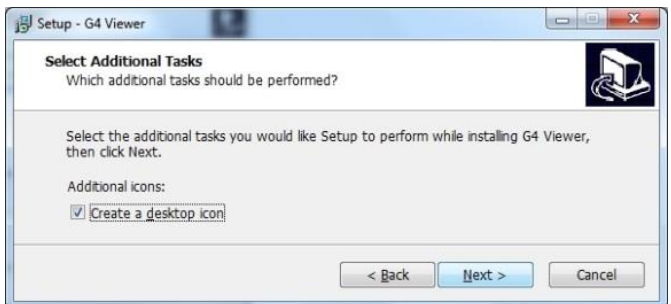 Setup - G4 Viewer
Select Additional Tasks
Which additional tasks should be performed?
Select the additional tasks you would like Setup to perform while installing G4 Viewer,
then click Next.
Additional icons:
Create a desktop icon
< Back
Next >
Cancel